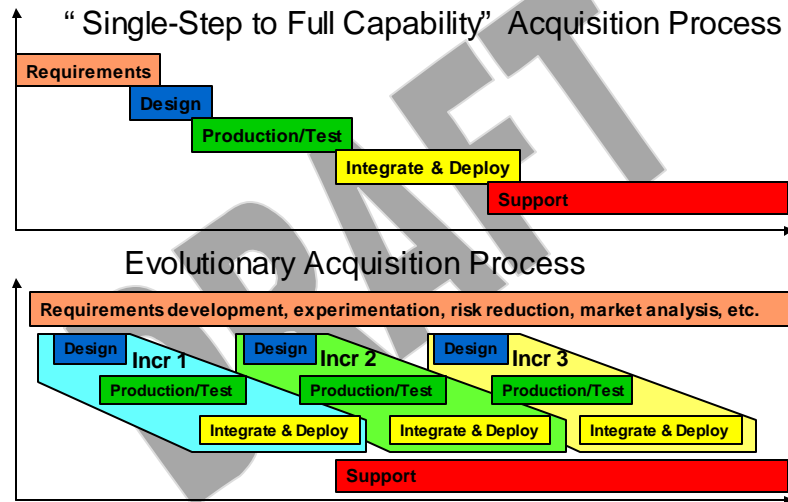 “ Single-Step to Full Capability” Acquisition Process
Requirements
Design
Production/Test
Integrate & Deploy
Support
DRAFT
Evolutionary Acquisition Process
Requirements development, experimentation, risk reduction, market analysis, etc.
Design
Incr 1
Design
Incr 2
Design
Incr 3
Production/Test
Production/Test
Production/Test
Integrate & Deploy
Integrate & Deploy
Integrate & Deploy
Support